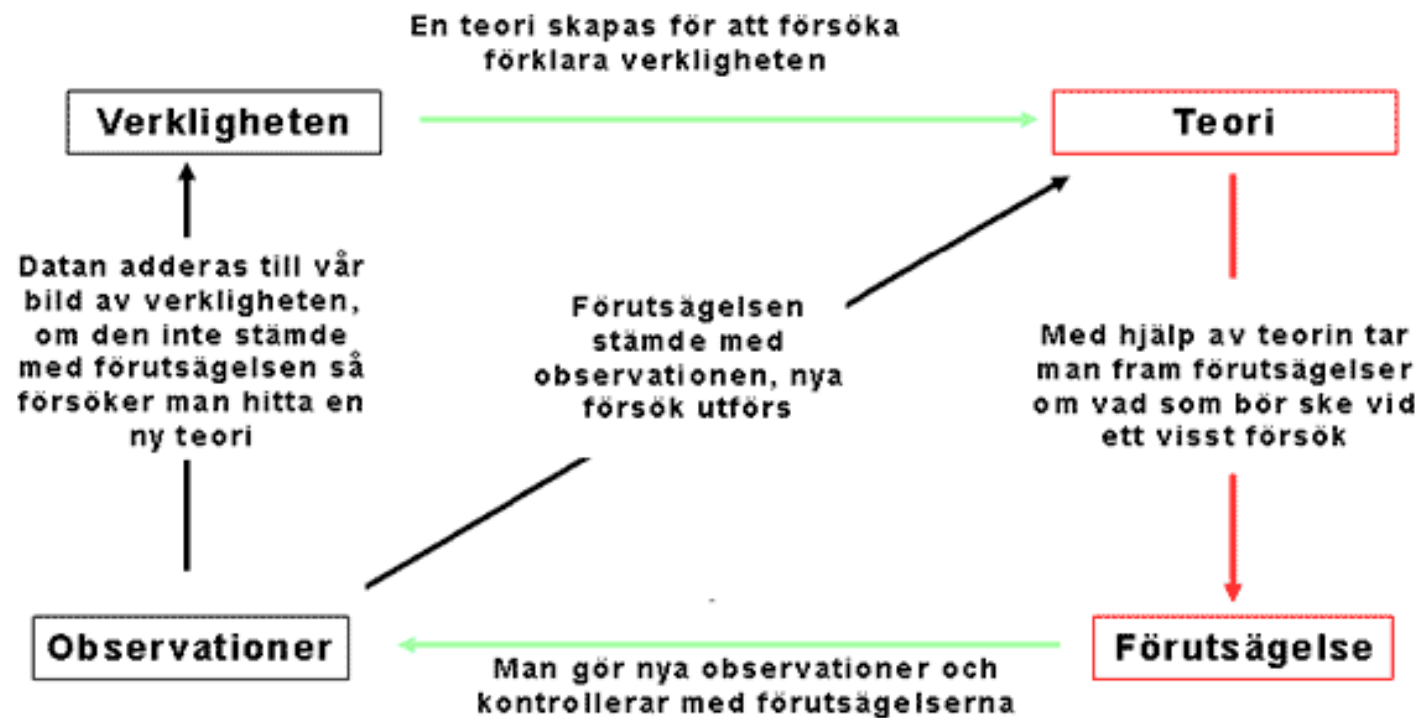 En teori skapas för att försöka
förklara verkligheten
Verkligheten
Teori
Datan adderas till vår
bild av verkligheten,
om den inte stämde
med förutsägelsen så
försöker man hitta en
ny teori
Förutsägelsen
stämde med
observationen, nya
försök utförs
Med hjälp av teorin tar
man fram förutsägelser
om vad som bör ske vid
ett visst försök
Observationer
Förutsägelse
Man gör nya observationer och
kontrollerar med förutsägelserna